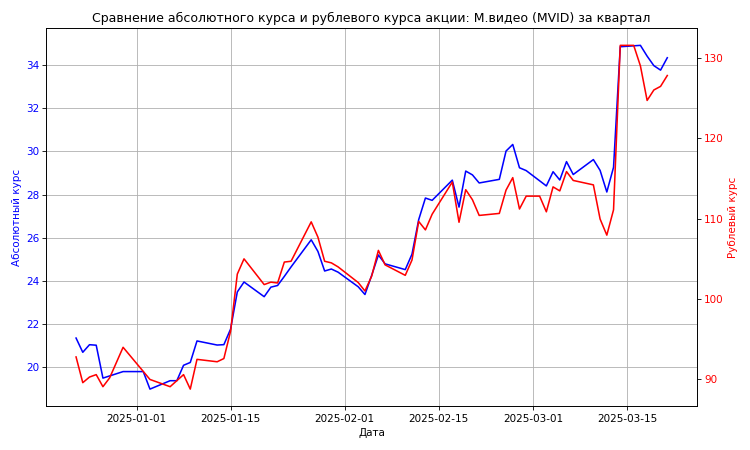 Сравнение абсолютного курса и рублевого курса акции: М.видео (MVID) за квартал
34
32
30
28
26
24
22
20
Абсолютный курс
130
120
110
100
90
Рублевый курс
2025-01-01 2025-01-15 2025-02-01 2025-02-15 2025-03-01 2025-03-15
Дата